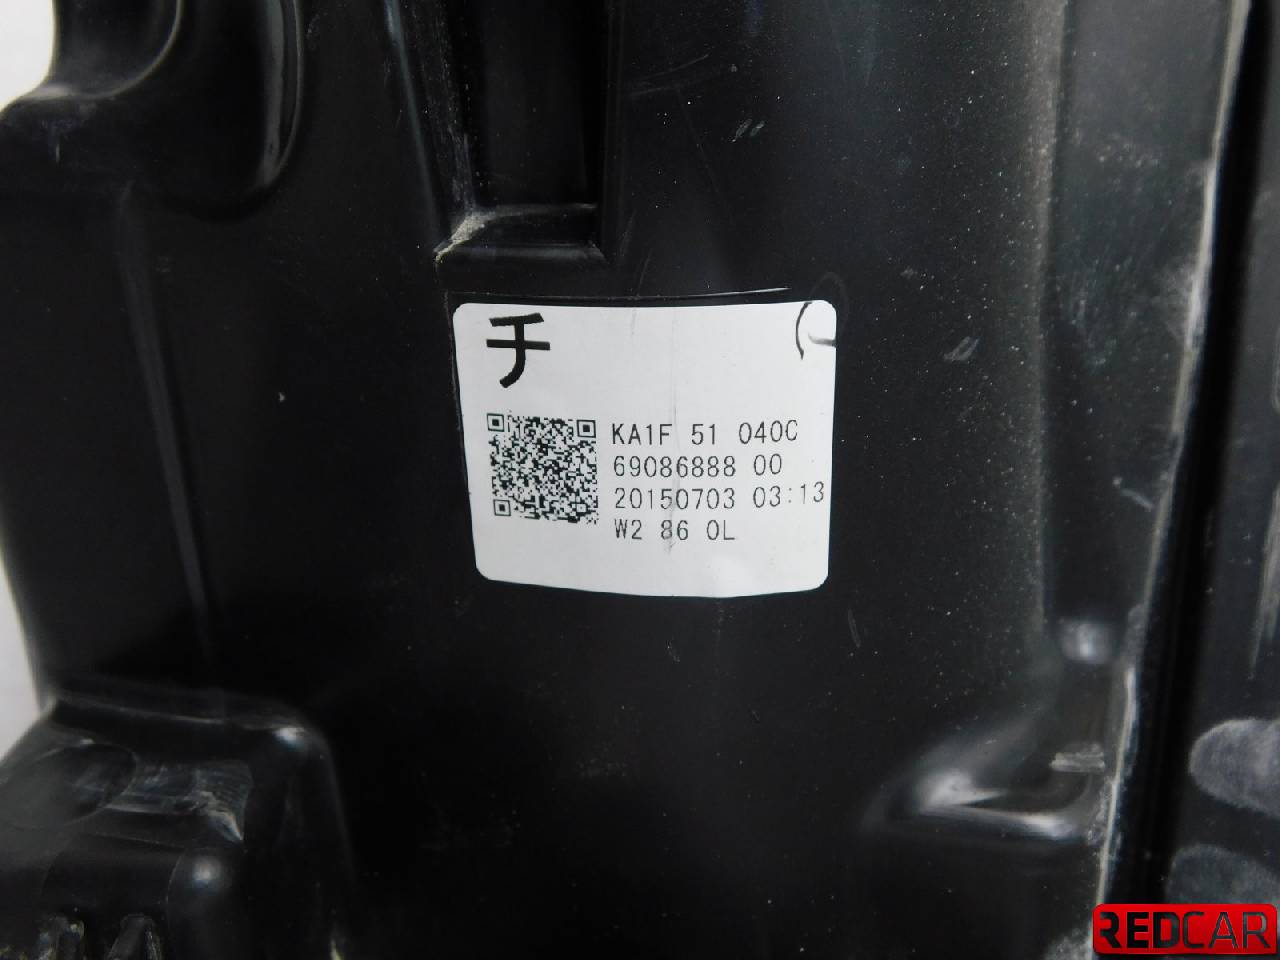 チ
KA1F 51 040C
69086888 00
20150703 03:13
W2 86 0L
REDCAR